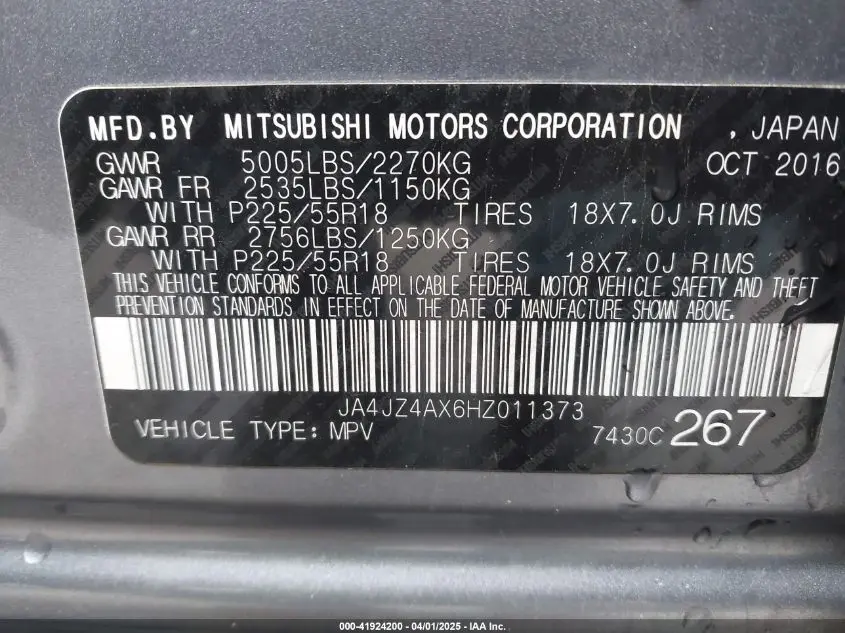 MFD.BY MITSUBISHI MOTORS CORPORATION , JAPAN
GVWR 5005LBS/2270KG OCT 2016
GAWR FR 2535LBS/1150KG
WITH P225/55R18 TIRES 18X7.0J RIMS
GAWR RR 2756LBS/1250KG
WITH P225/55R18 TIRES 18X7.0J RIMS
THIS VEHICLE CONFORMS TO ALL APPLICABLE FEDERAL MOTOR VEHICLE SAFETY AND THEFT
PREVENTION STANDARDS IN EFFECT ON THE DATE OF MANUFACTURE SHOWN ABOVE.
JA4JZ4AX6HZ011373
VEHICLE TYPE: MPV 7430C 267
000-41924200 - 04/01/2025 - IAA Inc.